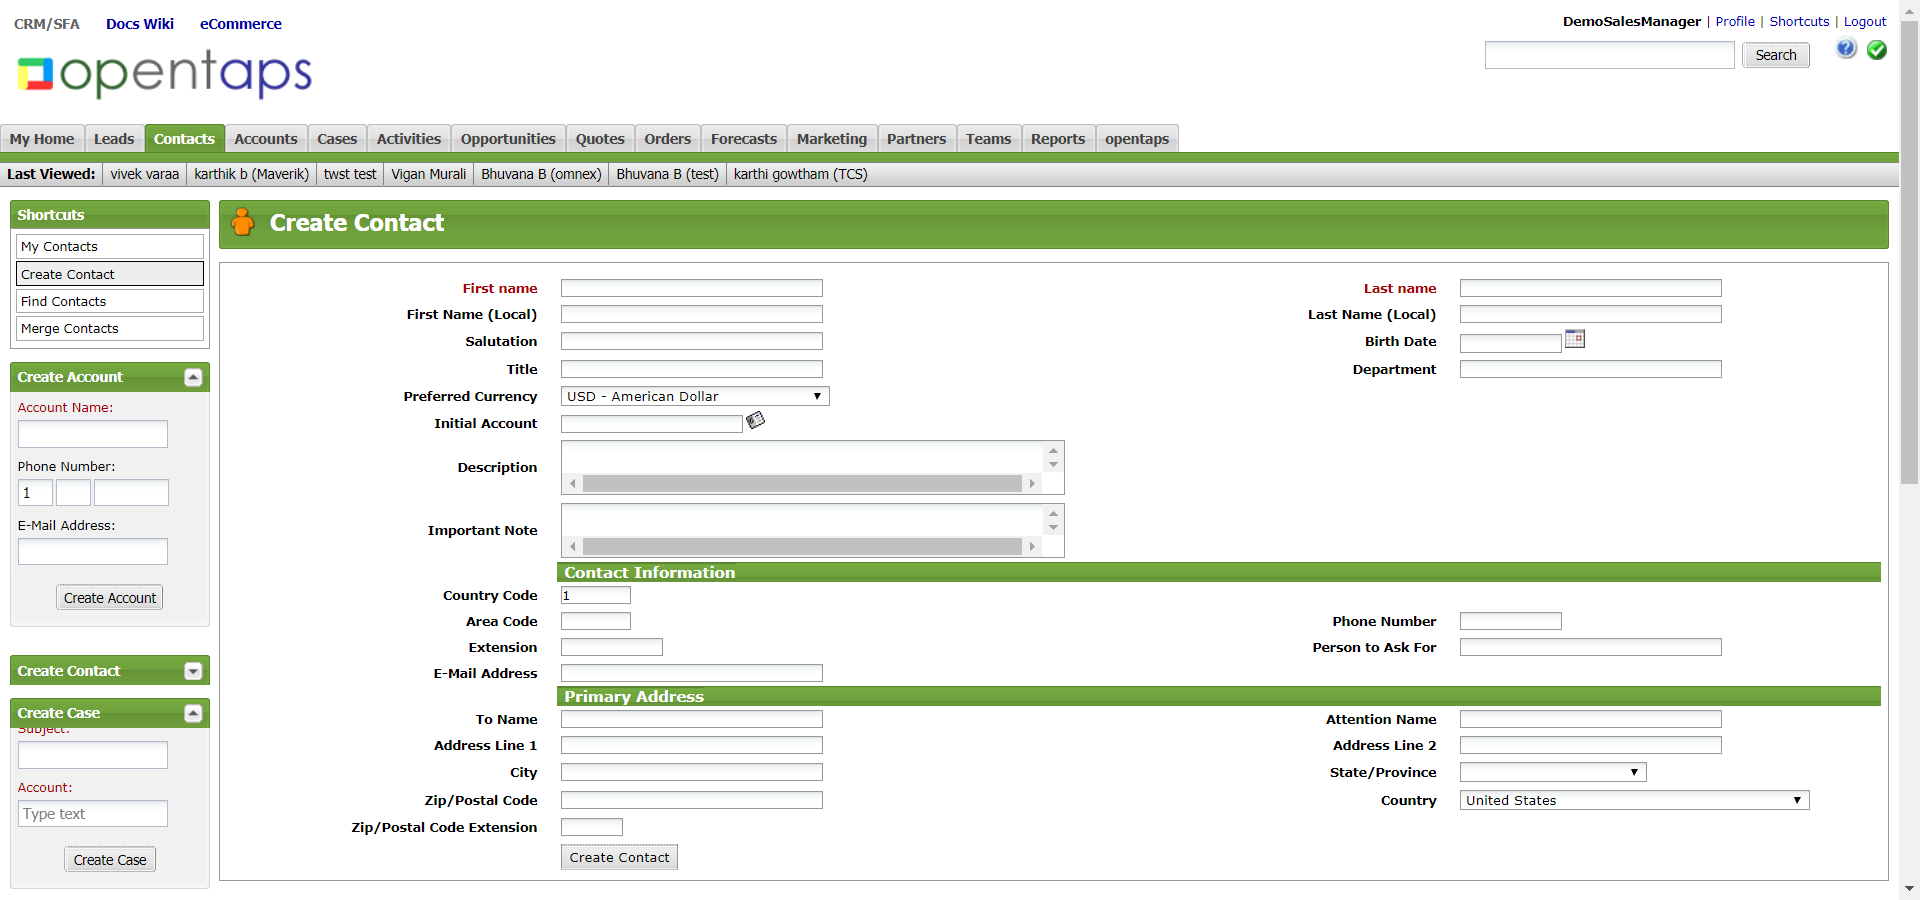 CRM/SFA Docs Wiki eCommerce
DemoSalesManager | Profile | Shortcuts | Logout
opentaps
Search
My Home Leads Contacts Accounts Cases Activities Opportunities Quotes Orders Forecasts Marketing Partners Teams Reports opentaps
Last Viewed: vivek varaa karthik b (Maverik) twst test Vigan Murali Bhuvana B (omnex) Bhuvana B (test) karthi gowtham (TCS)
Shortcuts
My Contacts
Create Contact
Find Contacts
Merge Contacts
Create Account
Account Name:
Phone Number:
1
E-Mail Address:
Create Account
Create Contact
Create Case
Subject:
Account:
Type text
Create Case
Create Contact
First name
Last name
First Name (Local)
Last Name (Local)
Salutation
Birth Date
Title
Department
Preferred Currency USD - American Dollar
Initial Account
Description
Important Note
Contact Information
Country Code 1
Area Code
Phone Number
Extension
Person to Ask For
E-Mail Address
Primary Address
To Name
Attention Name
Address Line 1
Address Line 2
City
State/Province
Zip/Postal Code
Country United States
Zip/Postal Code Extension
Create Contact